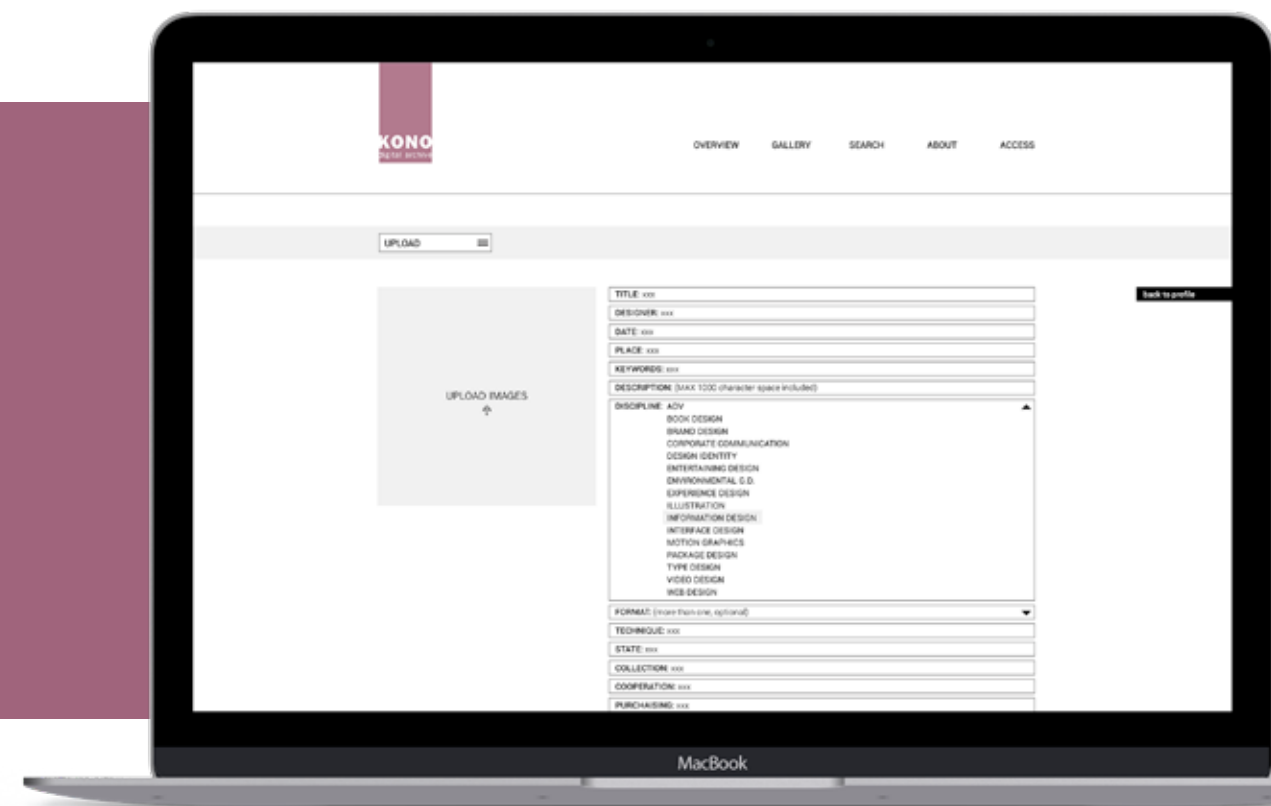 KONO
digital archive
OVERVIEW GALLERY SEARCH ABOUT ACCESS
UPLOAD
back to profile
UPLOAD IMAGES
TITLE: xxx
DESIGNER: xxx
DATE: xxx
PLACE: xxx
KEYWORDS: xxx
DESCRIPTION: (MAX 1000 character space included)
DISCIPLINE: ADV
BOOK DESIGN
BRAND DESIGN
CORPORATE COMMUNICATION
DESIGN IDENTITY
ENTERTAINING DESIGN
ENVIRONMENTAL G.D.
EXPERIENCE DESIGN
ILLUSTRATION
INFORMATION DESIGN
INTERFACE DESIGN
MOTION GRAPHICS
PACKAGE DESIGN
TYPE DESIGN
VIDEO DESIGN
WEB DESIGN
FORMAT: (more than one, optional)
TECHNIQUE: xxx
STATE: xxx
COLLECTION: xxx
COOPERATION: xxx
PURCHAISING: xxx
MacBook